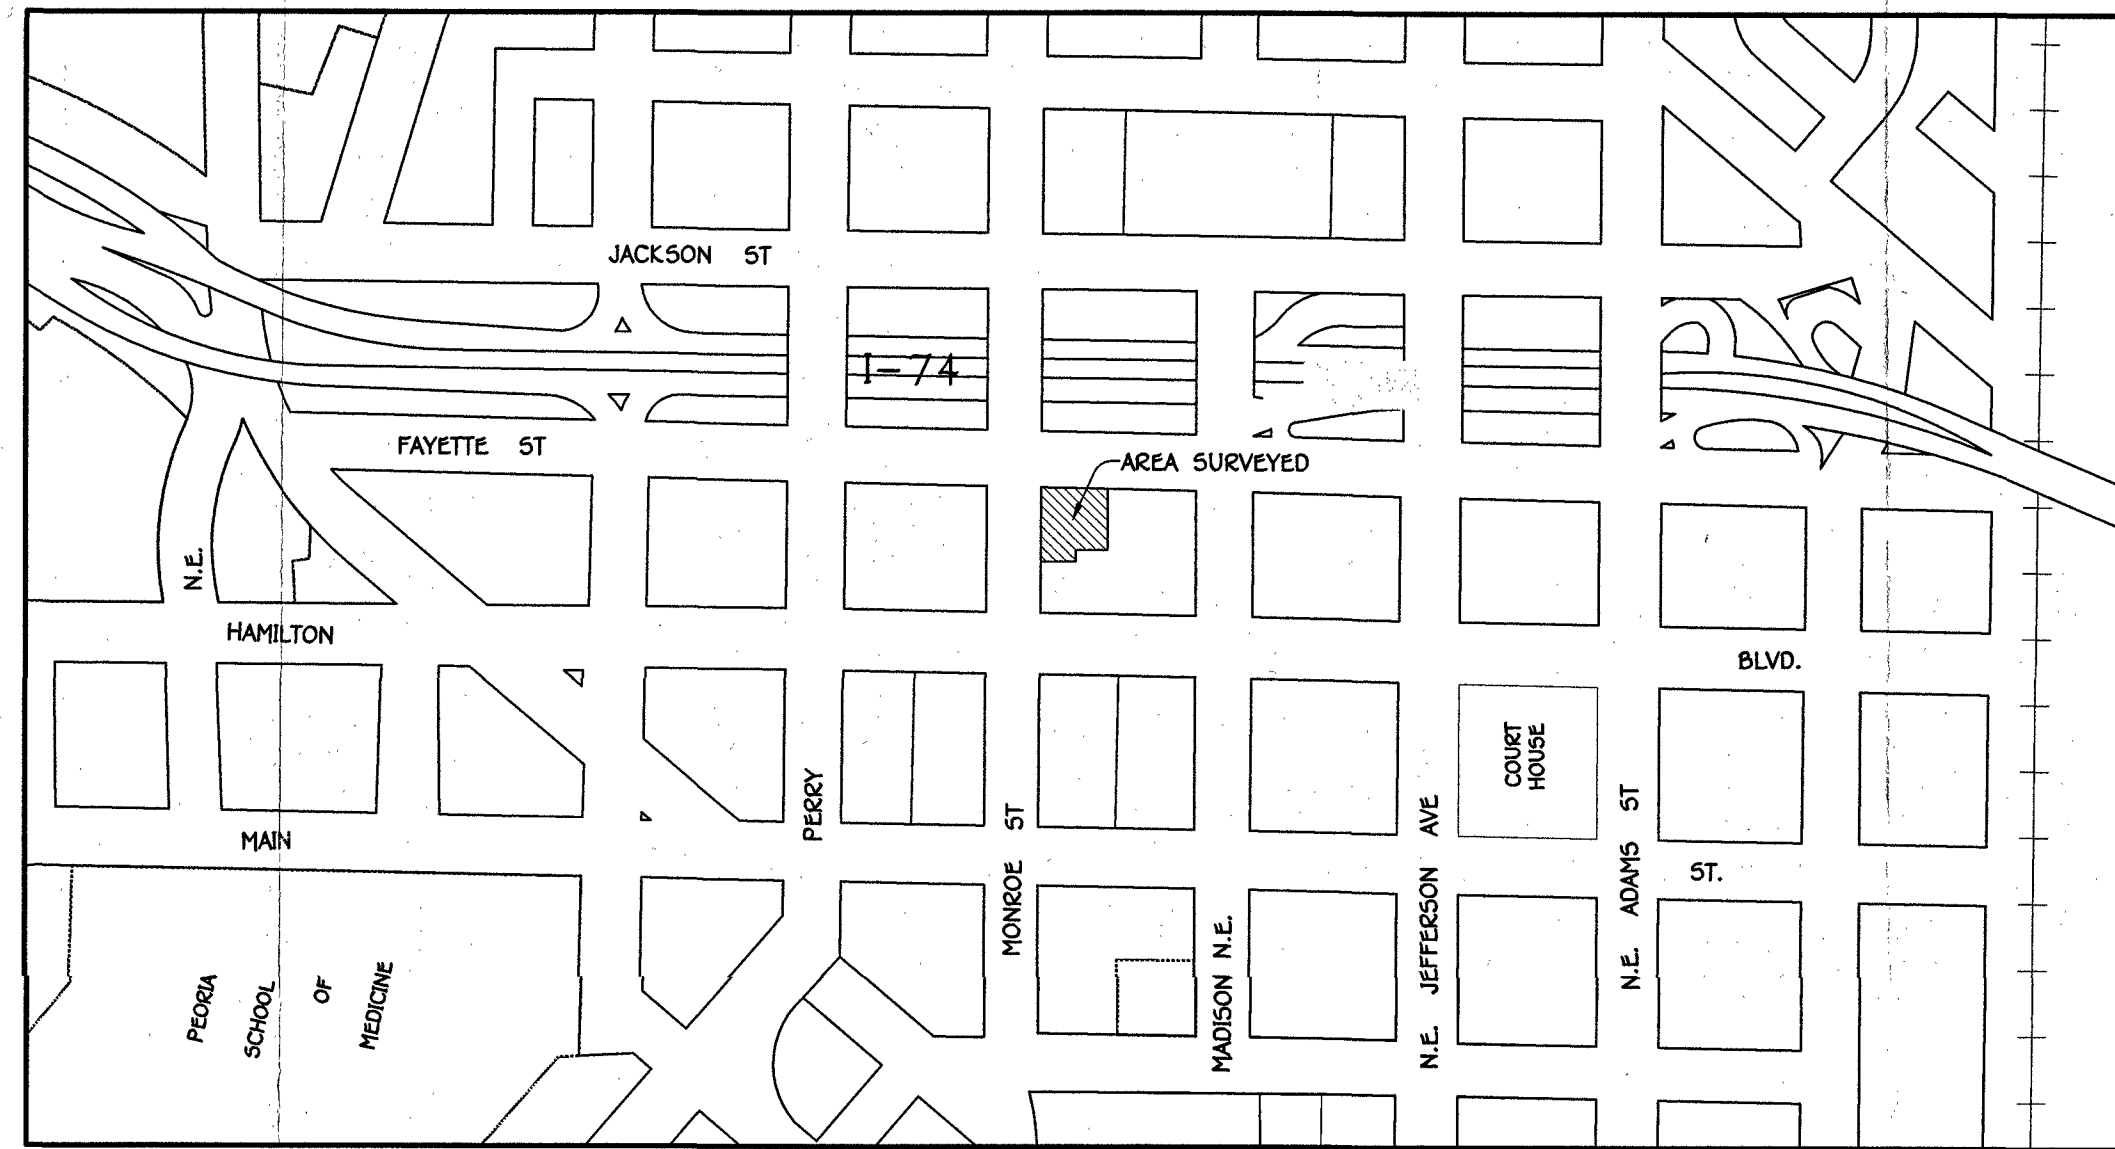 JACKSON ST
I-74
FAYETTE ST
AREA SURVEYED
N.E.
HAMILTON
BLVD.
COURT
HOUSE
PERRY
MONROE ST
N.E. JEFFERSON AVE
N.E. ADAMS ST
MAIN
ST.
MADISON N.E.
PEORIA
SCHOOL
OF
MEDICINE